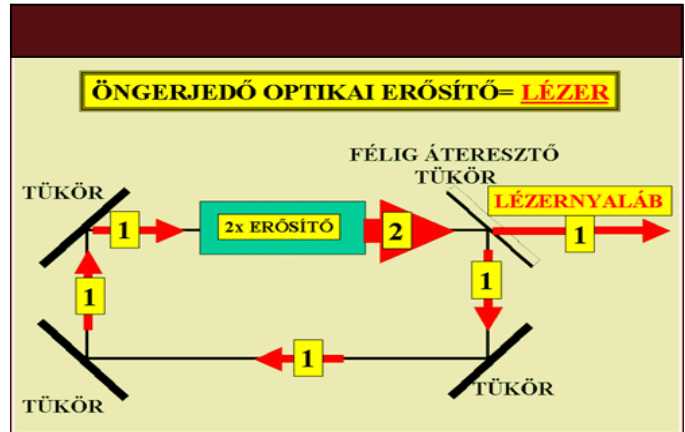 ÖNGERJEDŐ OPTIKAI ERŐSÍTŐ= LÉZER
FÉLIG ÁTERESZTŐ
TÜKÖR
TÜKÖR
LÉZERNYALÁB
1
2x ERŐSÍTŐ
2
1
1
1
1
TÜKÖR
TÜKÖR